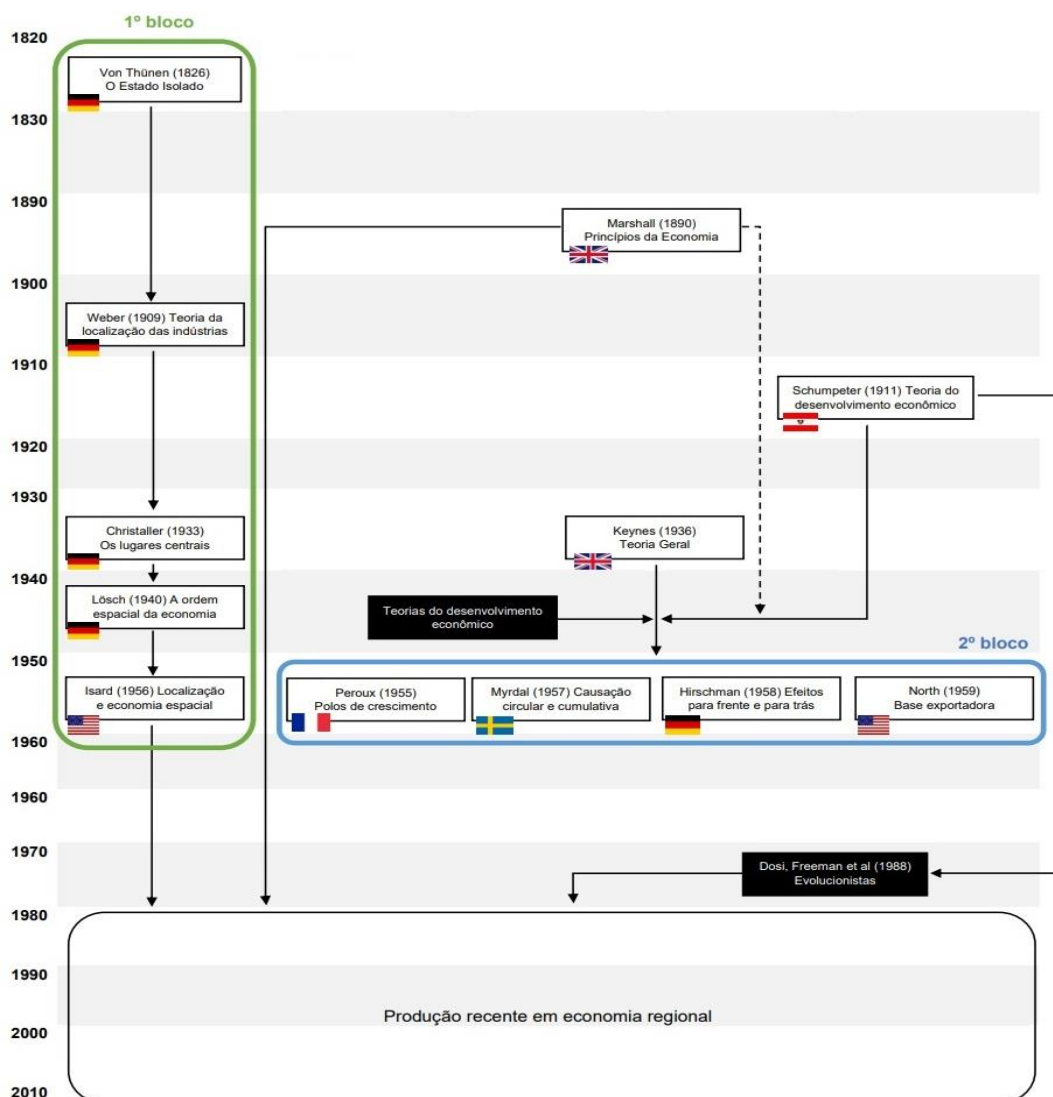 1º bloco
1820
Von Thünen (1826)
O Estado Isolado
1830
1890
Marshall (1890)
Princípios da Economia
1900
Weber (1909) Teoria da
localização das indústrias
1910
Schumpeter (1911) Teoria do
desenvolvimento econômico
1920
1930
Christaller (1933)
Os lugares centrais
Keynes (1936)
Teoria Geral
1940
Lösch (1940) A ordem
espacial da economia
Teorias do desenvolvimento
econômico
2º bloco
1950
Isard (1956) Localização
e economia espacial
Peroux (1955)
Polos de crescimento
Myrdal (1957) Causação
circular e cumulativa
Hirschman (1958) Efeitos
para frente e para trás
North (1959)
Base exportadora
1960
1960
1970
Dosi, Freeman et al (1988)
Evolucionistas
1980
1990
Produção recente em economia regional
2000
2010